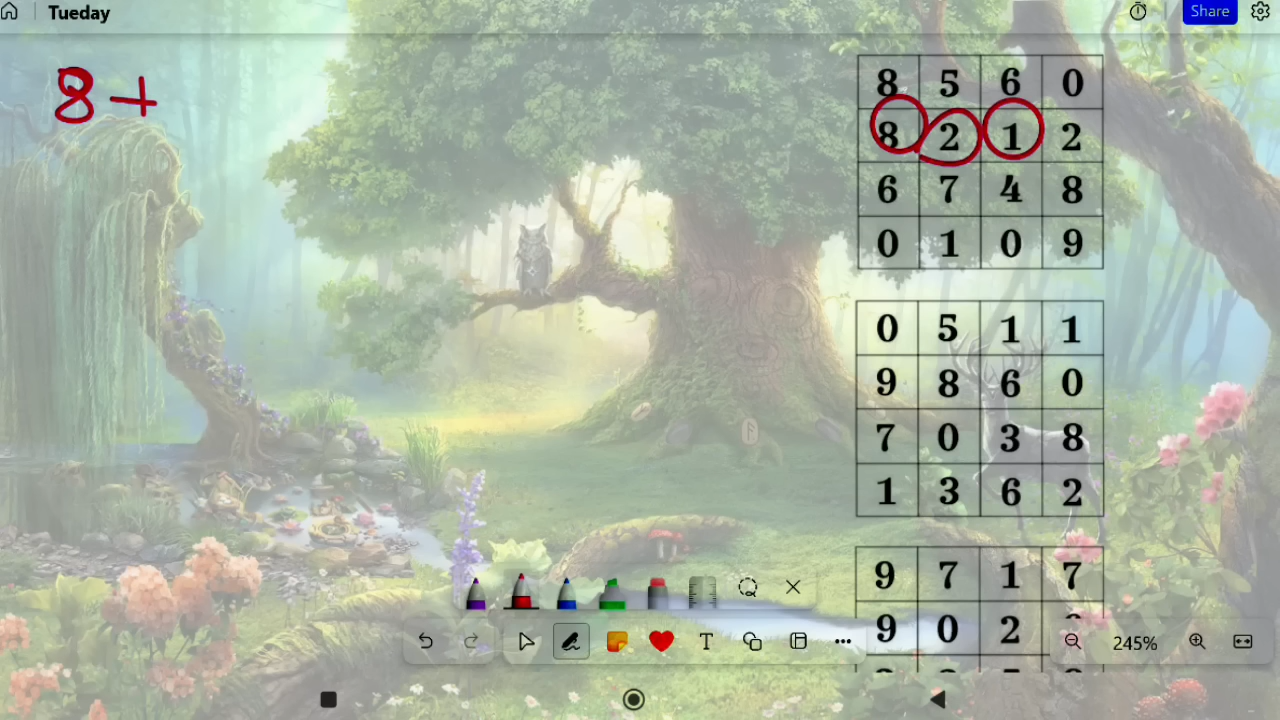 Tueday
Share
8+
8 5 6 0
8 2 1 2
6 7 4 8
0 1 0 9
0 5 1 1
9 8 6 0
7 0 3 8
1 3 6 2
9 7 1 7
9 0 2
T
245%